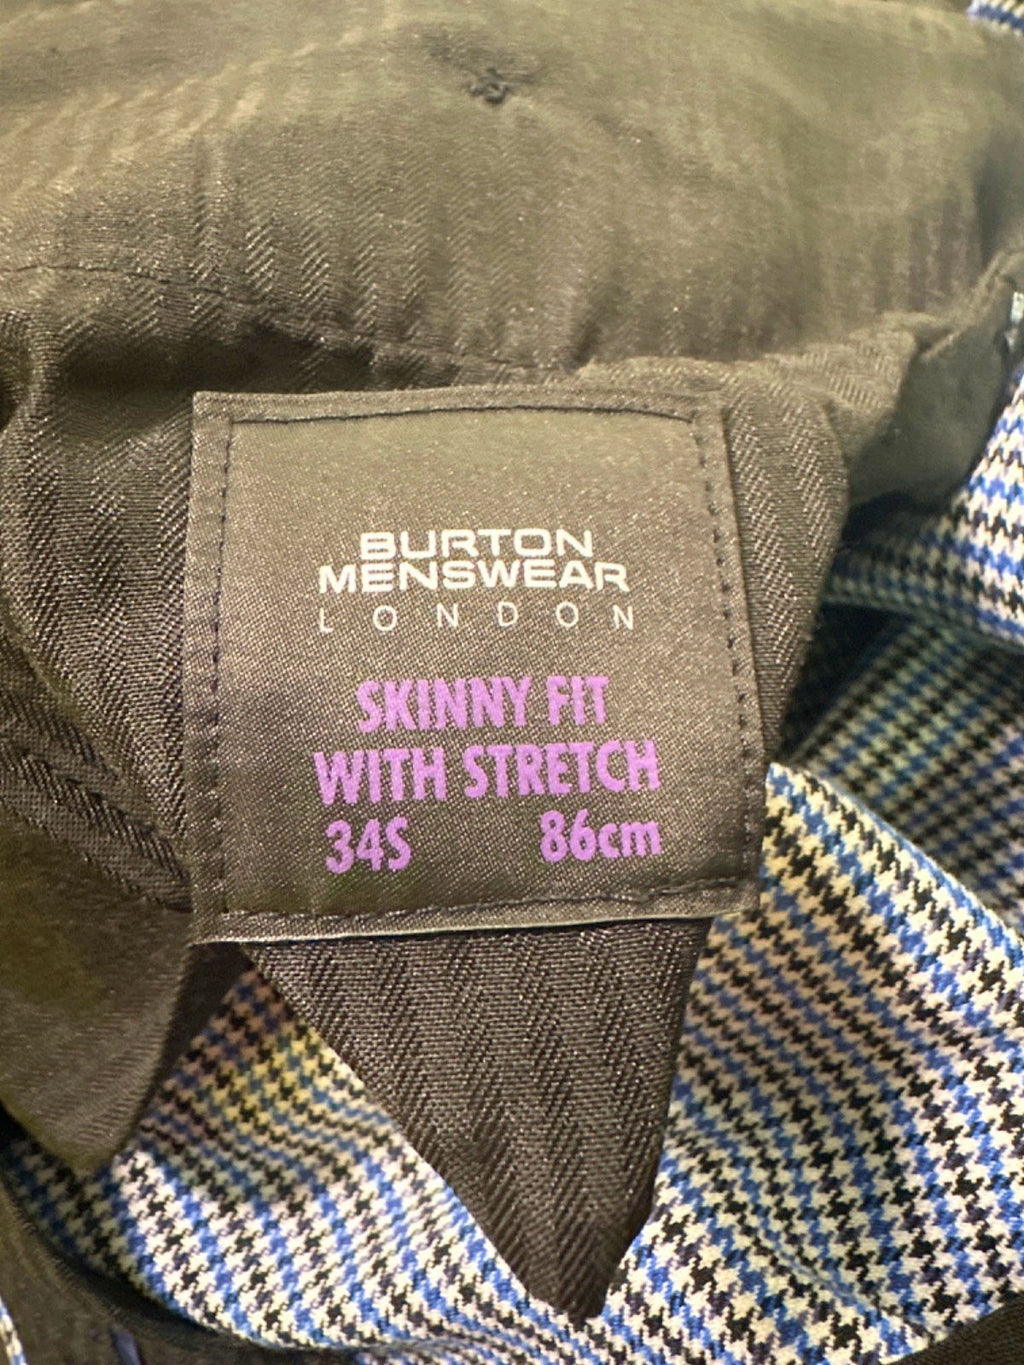 BURTON
MENSWEAR
LONDON
SKINNY FIT
WITH STRETCH
34S 86cm